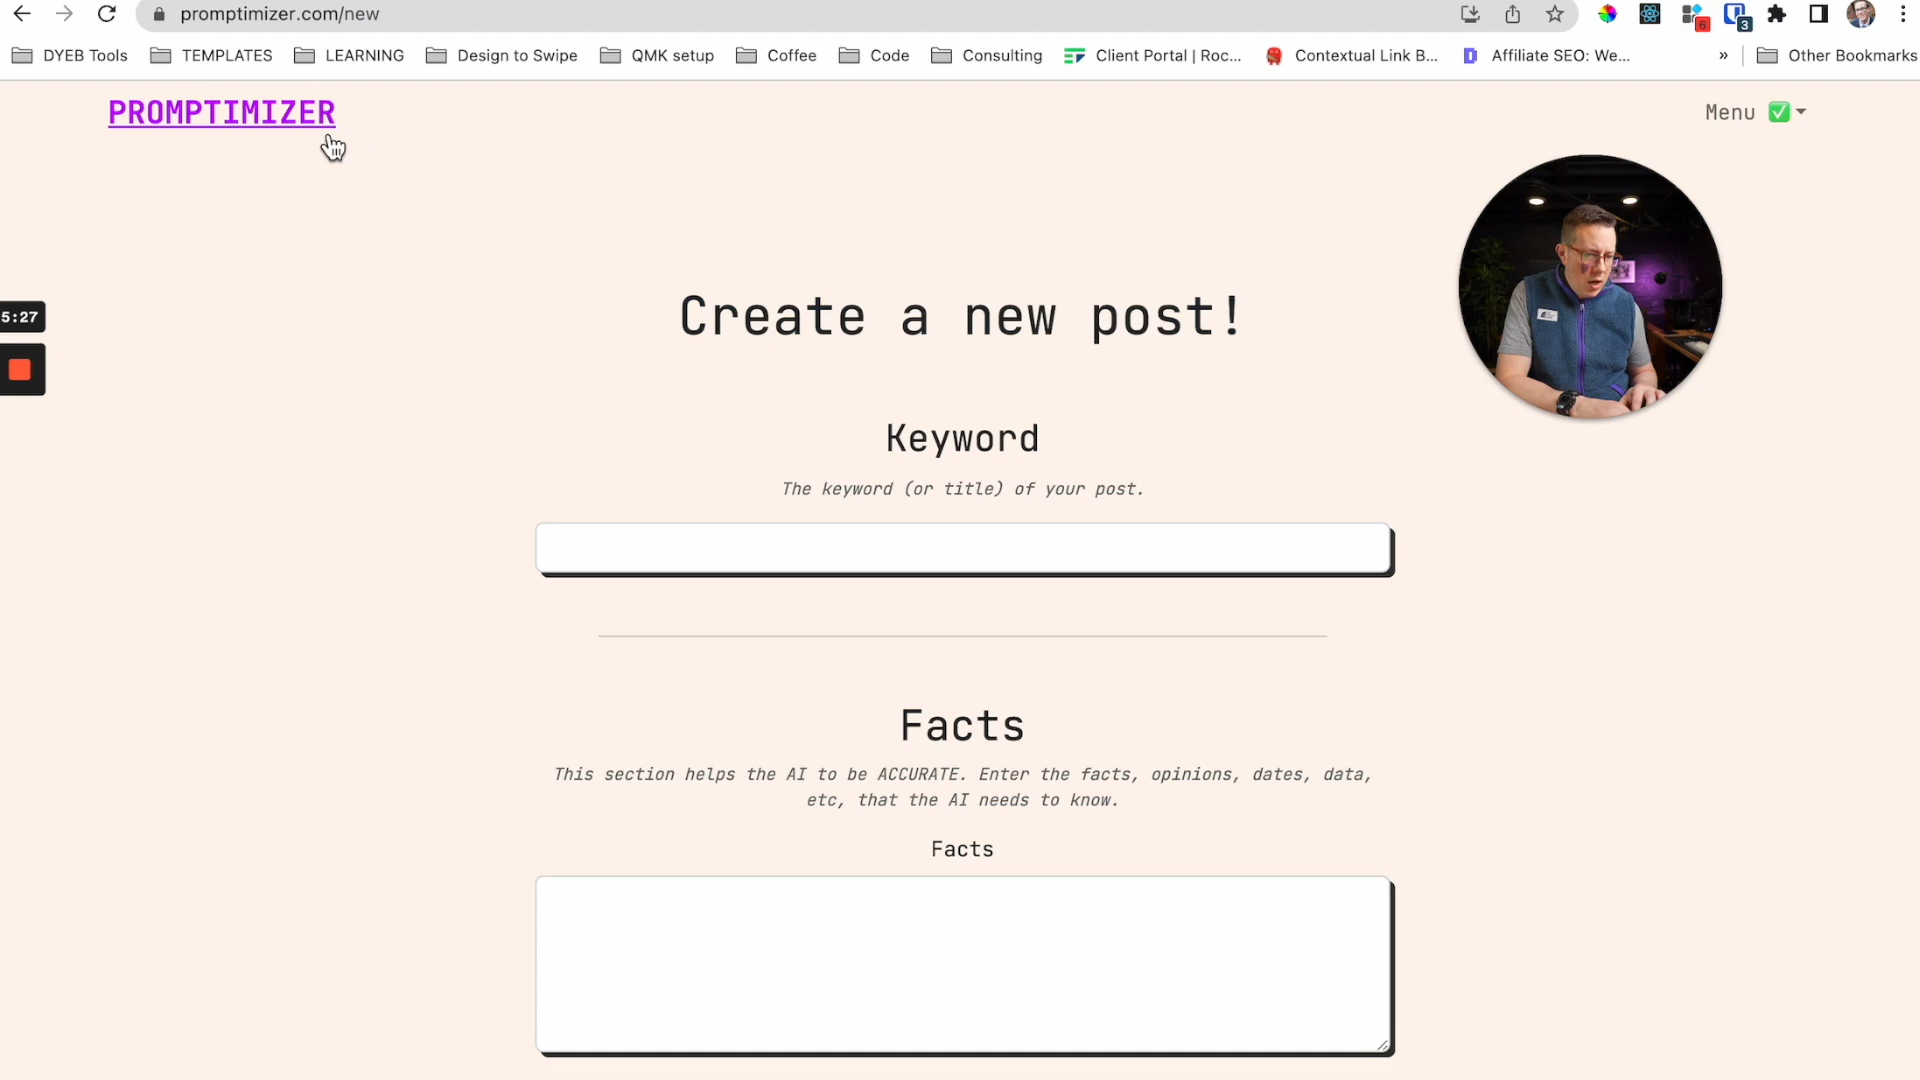 promptimizer.com/new
6
3
DYEB Tools TEMPLATES LEARNING Design to Swipe QMK setup Coffee Code Consulting Client Portal | Roc... Contextual Link B... Affiliate SEO: We... » Other Bookmarks
PROMPTIMIZER
Menu ✅
5:27
Create a new post!
Keyword
The keyword (or title) of your post.
Facts
This section helps the AI to be ACCURATE. Enter the facts, opinions, dates, data,
etc, that the AI needs to know.
Facts